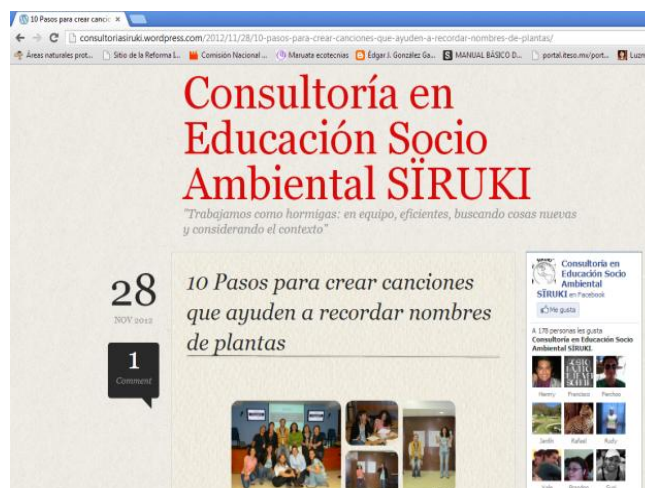 10 Pasos para crear canci
consultoriasiruki.wordpress.com/2012/11/28/10-pasos-para-crear-canciones-que-ayuden-a-recordar-nombres-de-plantas/
Áreas naturales prot... Sitio de la Reforma L... Comisión Nacional ... Maruata ecotecnias Édgar J. González Ga... MANUAL BÁSICO D... portal.iteso.mx/port... Luzm
Consultoría en
Educación Socio
Ambiental SÏRUKI
"Trabajamos como hormigas: en equipo, eficientes, buscando cosas nuevas
y considerando el contexto"
28
NOV 2012
1
Comment
10 Pasos para crear canciones
que ayuden a recordar nombres
de plantas
Consultoría en
Educación Socio
Ambiental
SÏRUKI en Facebook
Me gusta
A 178 personas les gusta
Consultoría en Educación Socio
Ambiental SÏRUKI.
Henry Francisco
Jardín Rafael Rudy